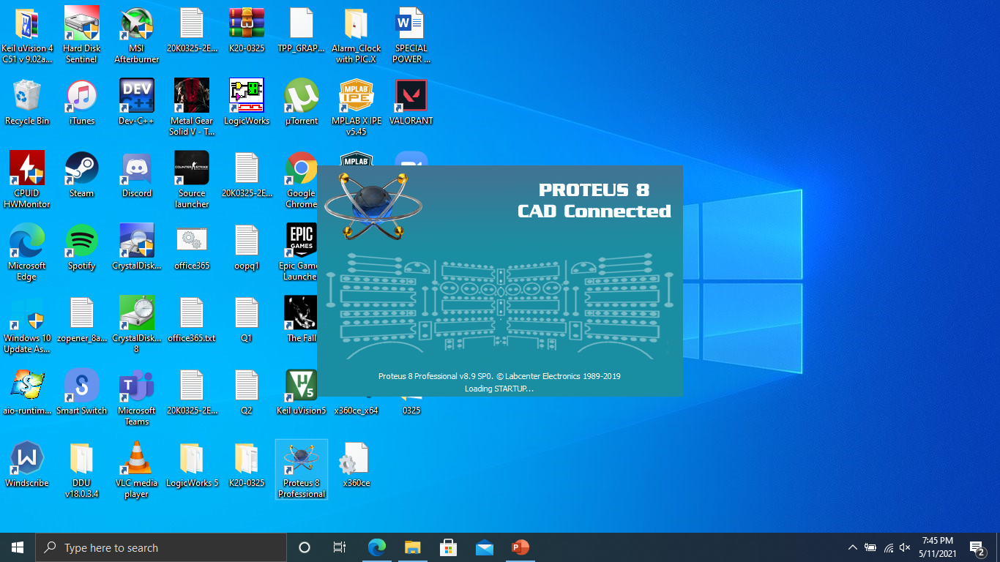 Keil uVision 4
C51 v 9.02a...
Hard Disk
Sentinel
MSI
Afterburner
20K0325-2E...
K20-0325
TPP_GRAP...
Alarm_Clock
with PIC.X
W
SPECIAL
POWER ...
Recycle Bin
iTunes
DEV
C++
Dev-C++
Metal Gear
Solid V - T...
LogicWorks
µ
µTorrent
MPLAB
IPE
MPLAB X IPE
v5.45
VALORANT
CPUID
HWMonitor
Steam
Discord
COUNTER STRIKE
Source
launcher
20K0325-2E...
Google
Chrome
MPLAB
PROTEUS 8
CAD Connected
Microsoft
Edge
Spotify
CrystalDisk...
office365
oopq1
EPIC
GAMES
Epic Game
Launche
Windows 10
Update As...
zopener_8a...
CrystalDisk...
8
office365.txt
Q1
The Fall
Proteus 8 Professional v8.9 SP0. © Labcenter Electronics 1989-2019
Loading STARTUP...
aio-runtim...
Smart Switch
Microsoft
Teams
20K0325-2E...
Q2
Keil uVision5
x360ce_x64
0325
Windscribe
DDU
v18.0.3.4
VLC media
player
LogicWorks 5
K20-0325
Proteus 8
Professional
x360ce
Type here to search
7:45 PM
5/11/2021
2